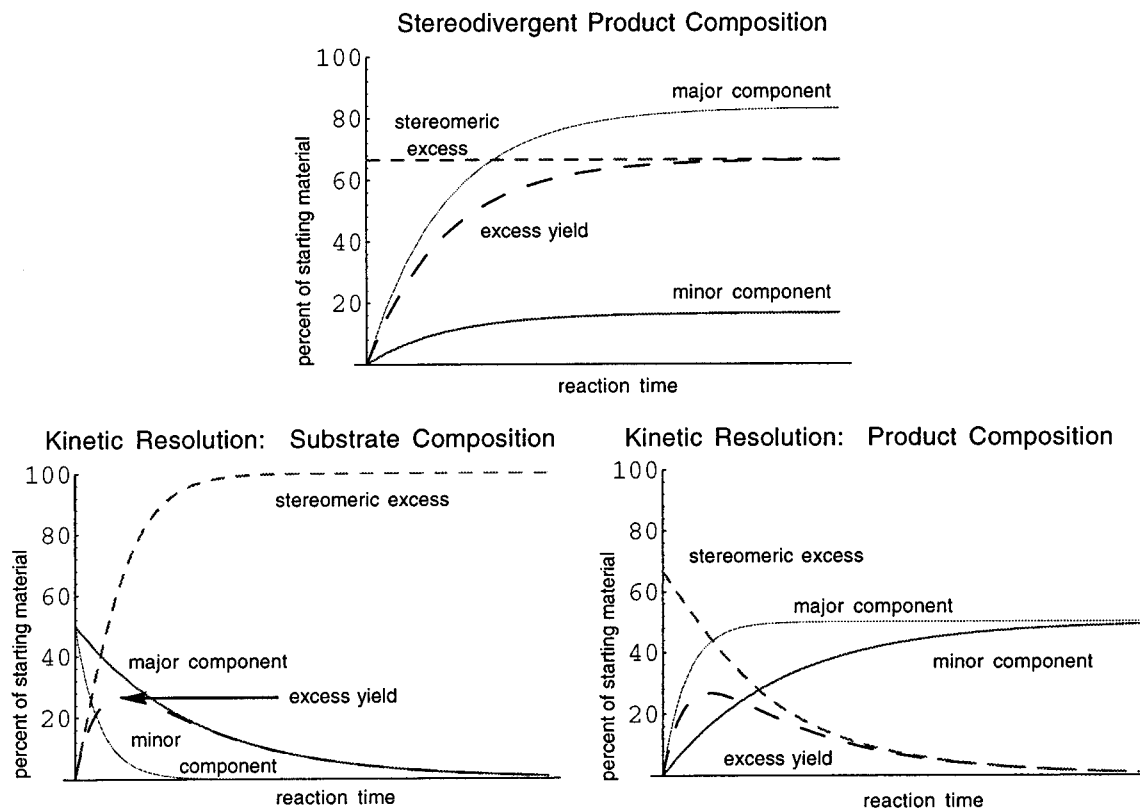 Stereodivergent Product Composition
percent of starting material
100
80
60
40
20
major component
stereomeric
excess
excess yield
minor component
reaction time
Kinetic Resolution: Substrate Composition
percent of starting material
100
80
60
40
20
stereomeric excess
major component
excess yield
minor
component
reaction time
Kinetic Resolution: Product Composition
percent of starting material
100
80
60
40
20
stereomeric excess
major component
minor component
excess yield
reaction time